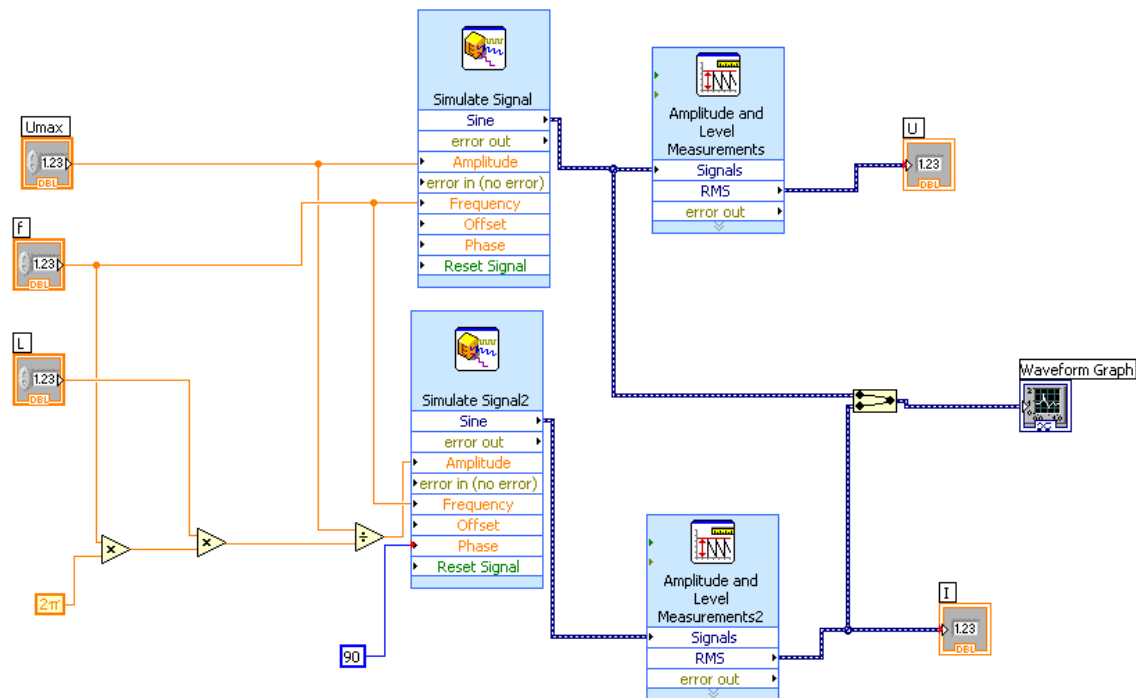 Umax
1.23
DBL
f
1.23
DBL
L
1.23
DBL
2π
×
×
÷
90
Simulate Signal
Sine
error out
Amplitude
error in (no error)
Frequency
Offset
Phase
Reset Signal
Simulate Signal2
Sine
error out
Amplitude
error in (no error)
Frequency
Offset
Phase
Reset Signal
Amplitude and
Level
Measurements
Signals
RMS
error out
U
1.23
DBL
Waveform Graph
Amplitude and
Level
Measurements2
Signals
RMS
error out
I
1.23
DBL